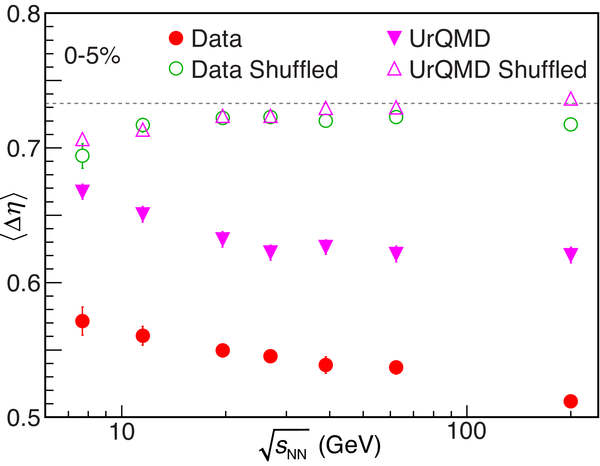 0.8
0-5%
Data
UrQMD
Data Shuffled
UrQMD Shuffled
0.7
⟨Δη⟩
0.6
0.5
10
100
√sNN (GeV)